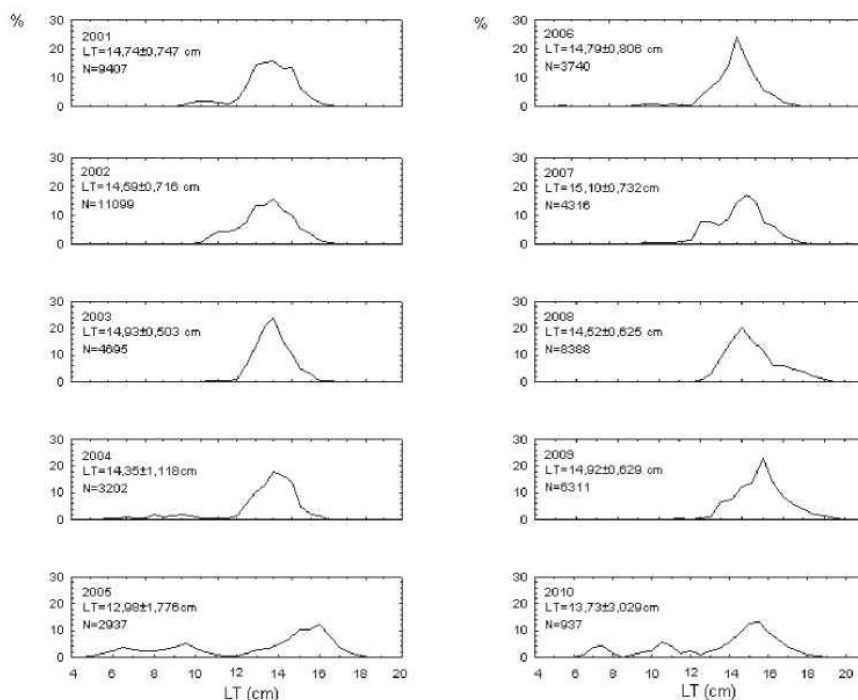 %
30
20
10
0
2001
LT=14,74±0,747 cm
N=9407
30
20
10
0
2002
LT=14,59±0,716 cm
N=11099
30
20
10
0
2003
LT=14,93±0,503 cm
N=4695
30
20
10
0
2004
LT=14,35±1,118cm
N=3202
30
20
10
0
2005
LT=12,98±1,776cm
N=2937
4 6 8 10 12 14 16 18 20
LT (cm)
%
30
20
10
0
2006
LT=14,79±0,806 cm
N=3740
30
20
10
0
2007
LT=15,10±0,732cm
N=4316
30
20
10
0
2008
LT=14,52±0,625 cm
N=8388
30
20
10
0
2009
LT=14,92±0,629 cm
N=6311
30
20
10
0
2010
LT=13,73±3,029cm
N=937
4 6 8 10 12 14 16 18 20
LT (cm)